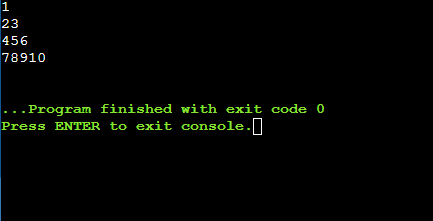 1
23
456
78910
...Program finished with exit code 0
Press ENTER to exit console.